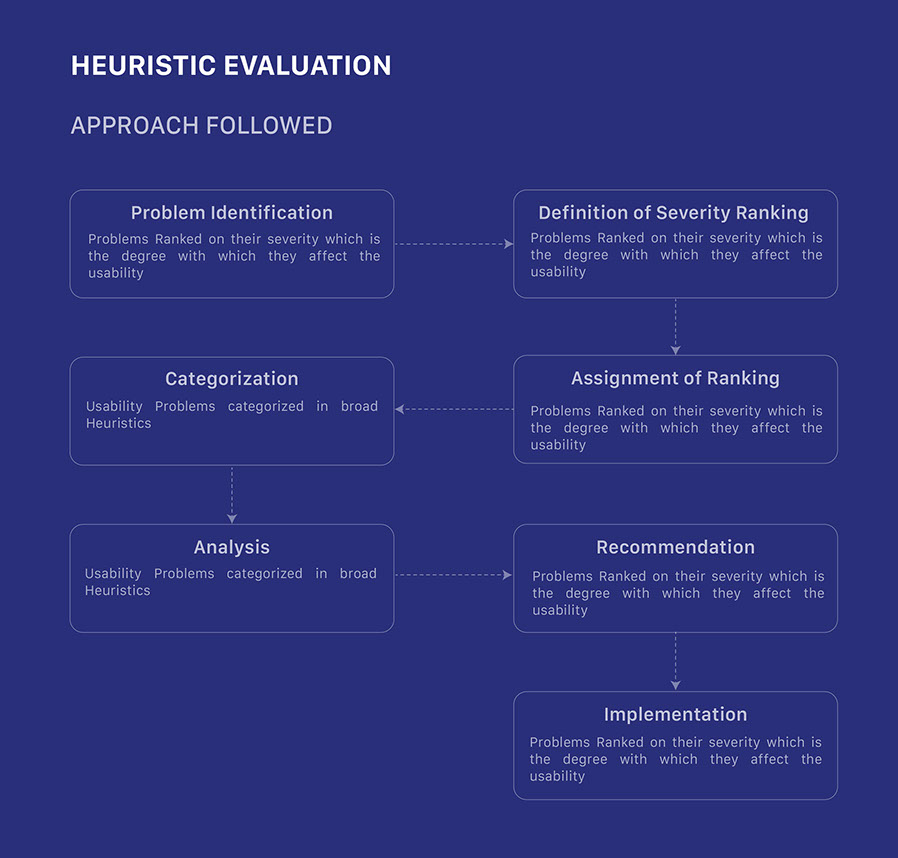 HEURISTIC EVALUATION
APPROACH FOLLOWED
Problem Identification
Problems Ranked on their severity which is
the degree with which they affect the
usability
Definition of Severity Ranking
Problems Ranked on their severity which is
the degree with which they affect the
usability
Assignment of Ranking
Problems Ranked on their severity which is
the degree with which they affect the
usability
Categorization
Usability Problems categorized in broad
Heuristics
Analysis
Usability Problems categorized in broad
Heuristics
Recommendation
Problems Ranked on their severity which is
the degree with which they affect the
usability
Implementation
Problems Ranked on their severity which is
the degree with which they affect the
usability